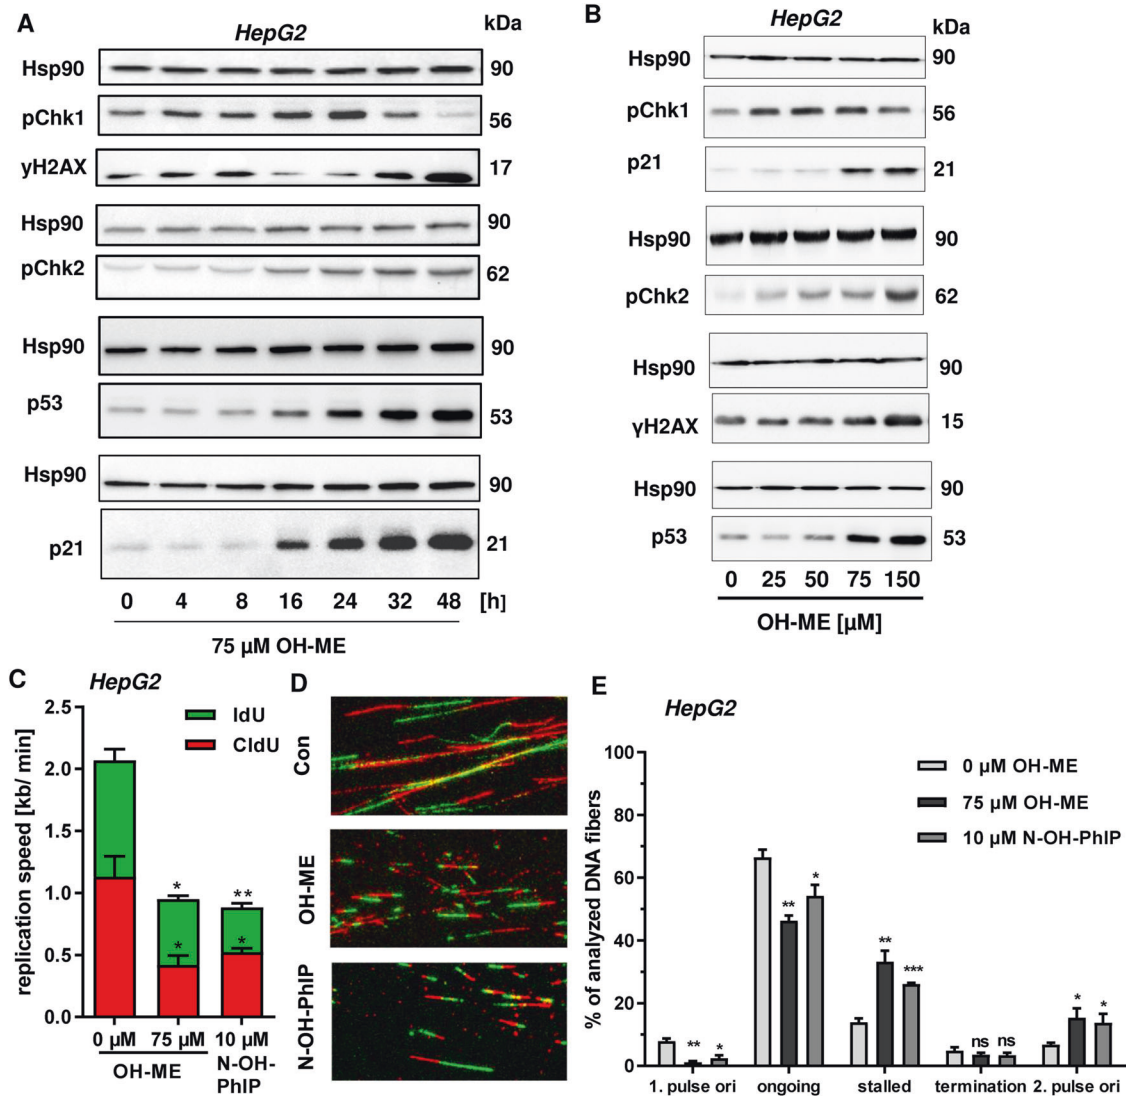 A
HepG2
kDa
Hsp90
90
pChk1
56
yH2AX
17
Hsp90
90
pChk2
62
Hsp90
90
p53
53
Hsp90
90
p21
21
0 4 8 16 24 32 48 [h]
75 µM OH-ME
B
HepG2
kDa
Hsp90
90
pChk1
56
p21
21
Hsp90
90
pChk2
62
Hsp90
90
γH2AX
15
Hsp90
90
p53
53
0 25 50 75 150
OH-ME [µM]
C
HepG2
replication speed [kb/ min]
2.5
2.0
1.5
1.0
0.5
0.0
IdU
CldU
* **
* *
0 µM 75 µM 10 µM
OH-ME
N-OH-
PhIP
D
Con
OH-ME
N-OH-PhIP
E
HepG2
% of analyzed DNA fibers
100
80
60
40
20
0
0 µM OH-ME
75 µM OH-ME
10 µM N-OH-PhIP
** *
** *
** ***
ns ns
* *
1. pulse ori ongoing stalled termination 2. pulse ori